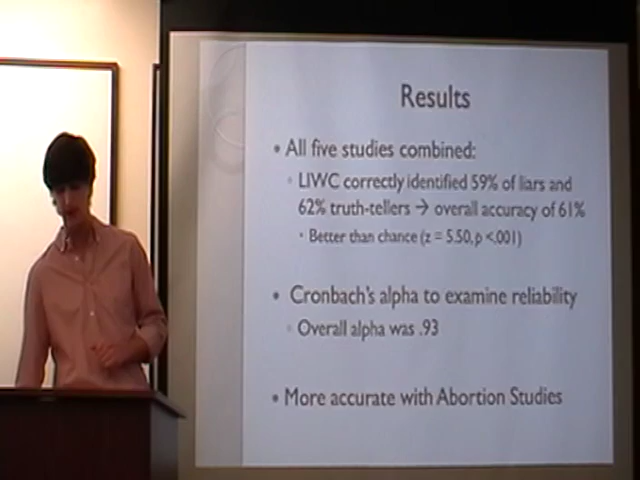 Results
• All five studies combined:
◦ LIWC correctly identified 59% of liars and
62% truth-tellers → overall accuracy of 61%
• Better than chance (z = 5.50, p <.001)
• Cronbach's alpha to examine reliability
◦ Overall alpha was .93
• More accurate with Abortion Studies